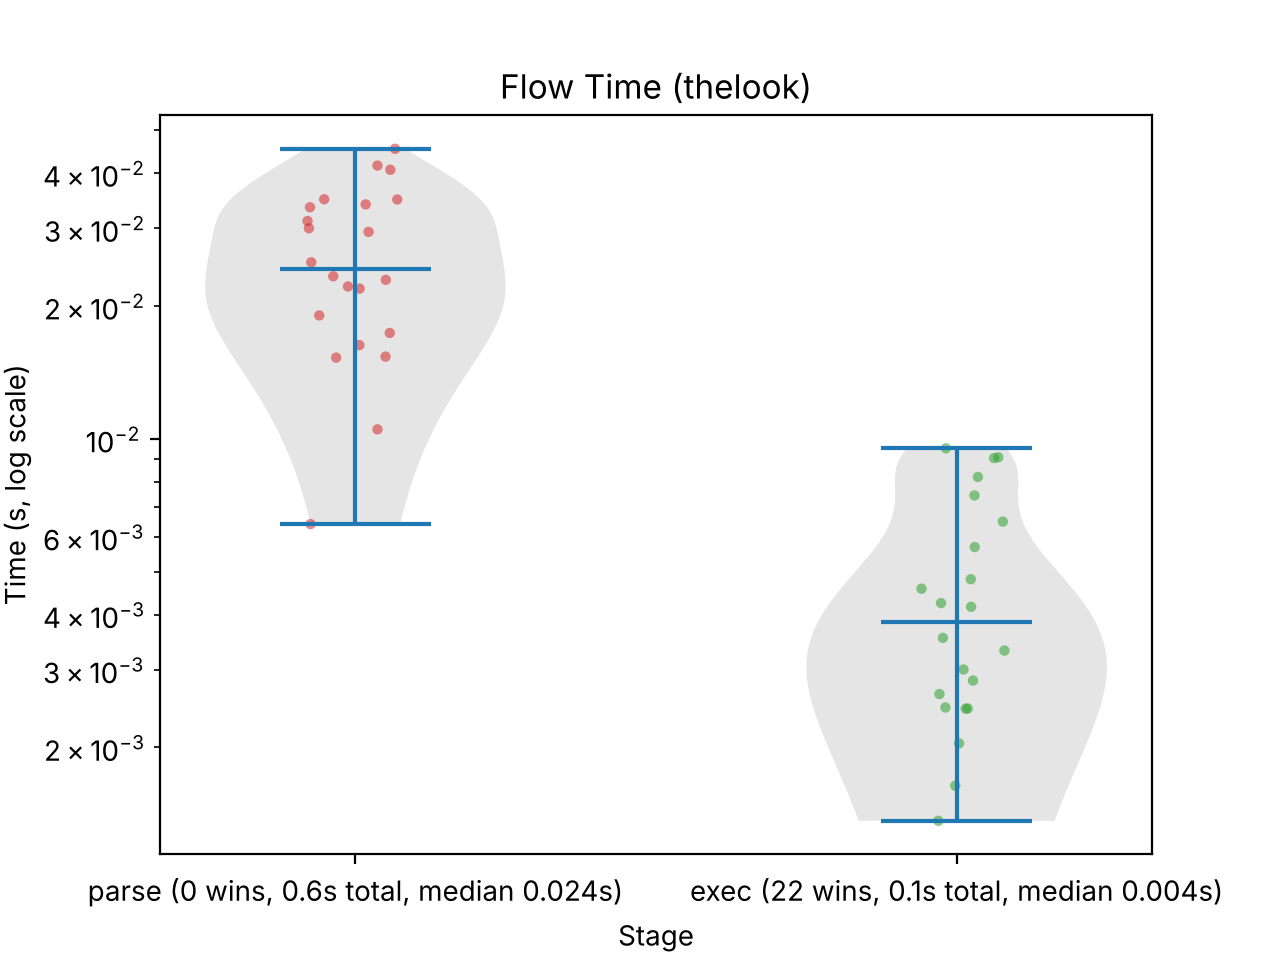 Flow Time (thelook)
Time (s, log scale)
4 × 10⁻²
3 × 10⁻²
2 × 10⁻²
10⁻²
6 × 10⁻³
4 × 10⁻³
3 × 10⁻³
2 × 10⁻³
parse (0 wins, 0.6s total, median 0.024s)
exec (22 wins, 0.1s total, median 0.004s)
Stage